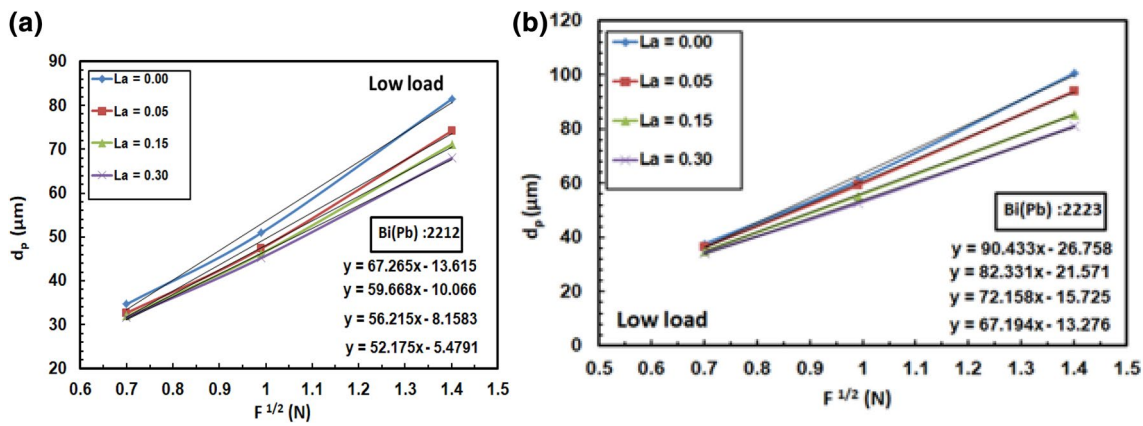 (a)
90
80
70
60
50
40
30
20
0.6 0.7 0.8 0.9 1 1.1 1.2 1.3 1.4 1.5
dP (µm)
F 1/2 (N)
La = 0.00
La = 0.05
La = 0.15
La = 0.30
Low load
Bi(Pb) :2212
y = 67.265x - 13.615
y = 59.668x - 10.066
y = 56.215x - 8.1583
y = 52.175x - 5.4791
(b)
120
100
80
60
40
20
0
0.5 0.6 0.7 0.8 0.9 1 1.1 1.2 1.3 1.4 1.5
dP (µm)
F 1/2 (N)
La = 0.00
La = 0.05
La = 0.15
La = 0.30
Bi(Pb) :2223
y = 90.433x - 26.758
y = 82.331x - 21.571
y = 72.158x - 15.725
y = 67.194x - 13.276
Low load